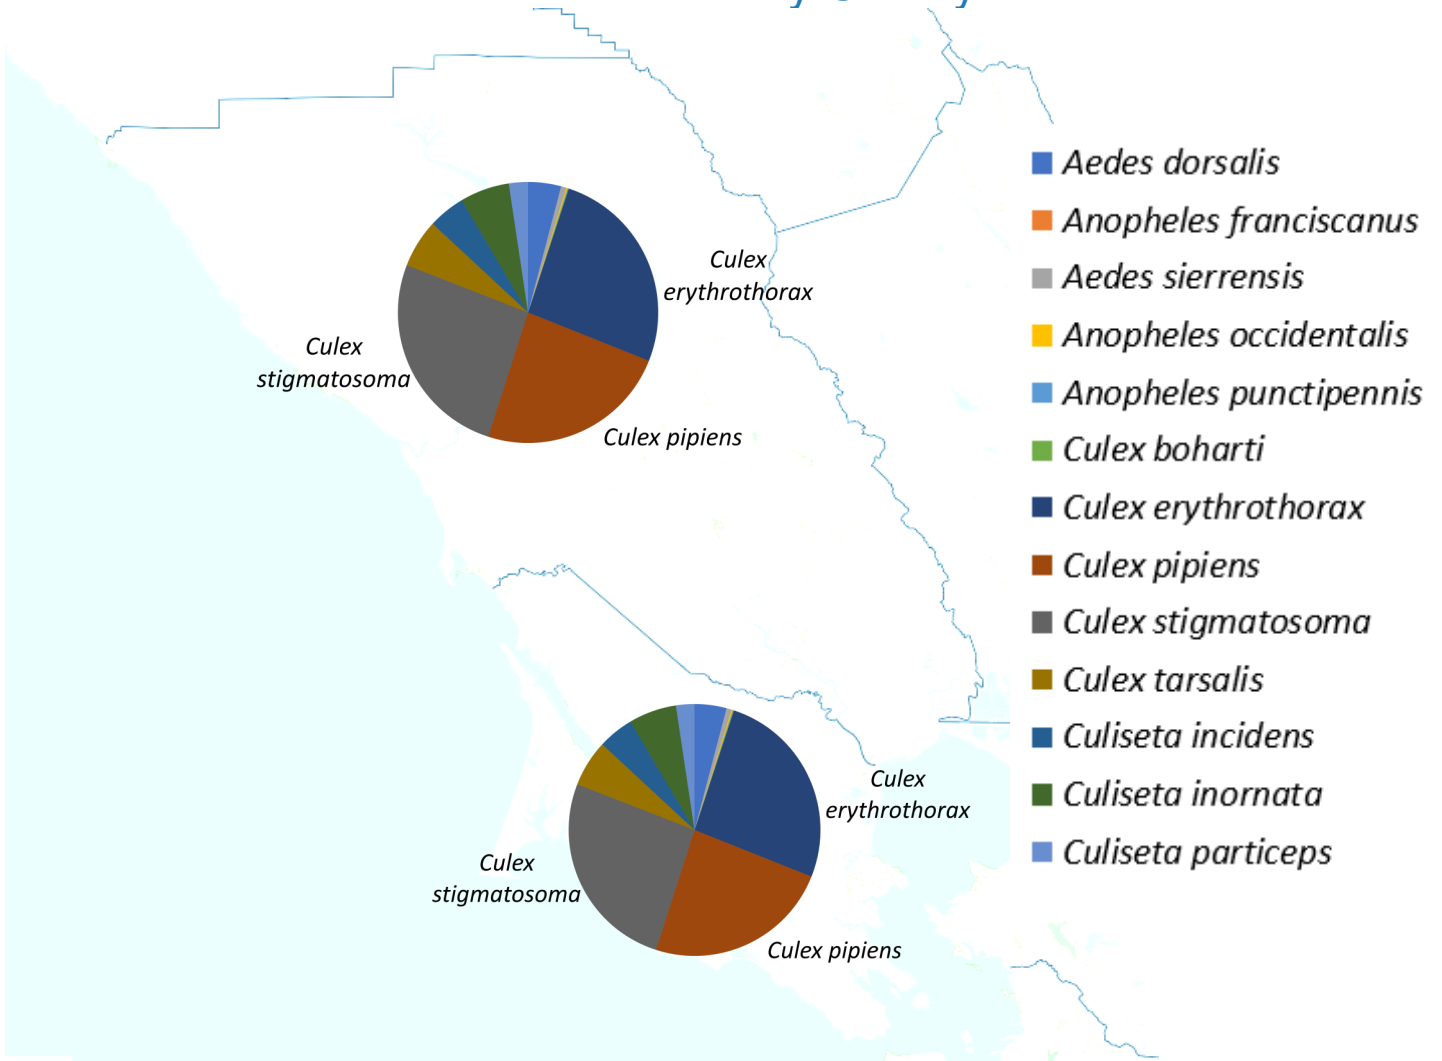 Culex
erythrothorax
Culex
stigmatosoma
Culex pipiens
Culex
erythrothorax
Culex
stigmatosoma
Culex pipiens
Aedes dorsalis
Anopheles franciscanus
Aedes sierrensis
Anopheles occidentalis
Anopheles punctipennis
Culex boharti
Culex erythrothorax
Culex pipiens
Culex stigmatosoma
Culex tarsalis
Culiseta incidens
Culiseta inornata
Culiseta particeps